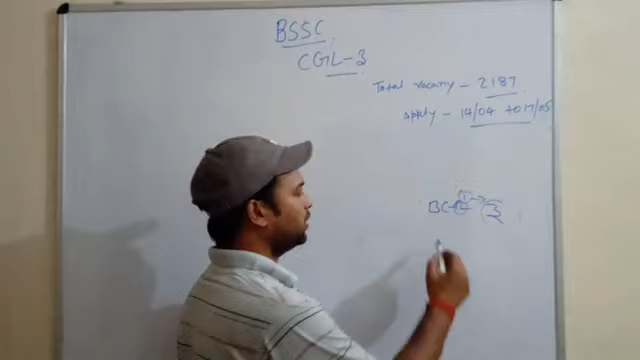 BSSC
CGL-3
Total vacancy - 2187
Apply - 14/04 to 17/05